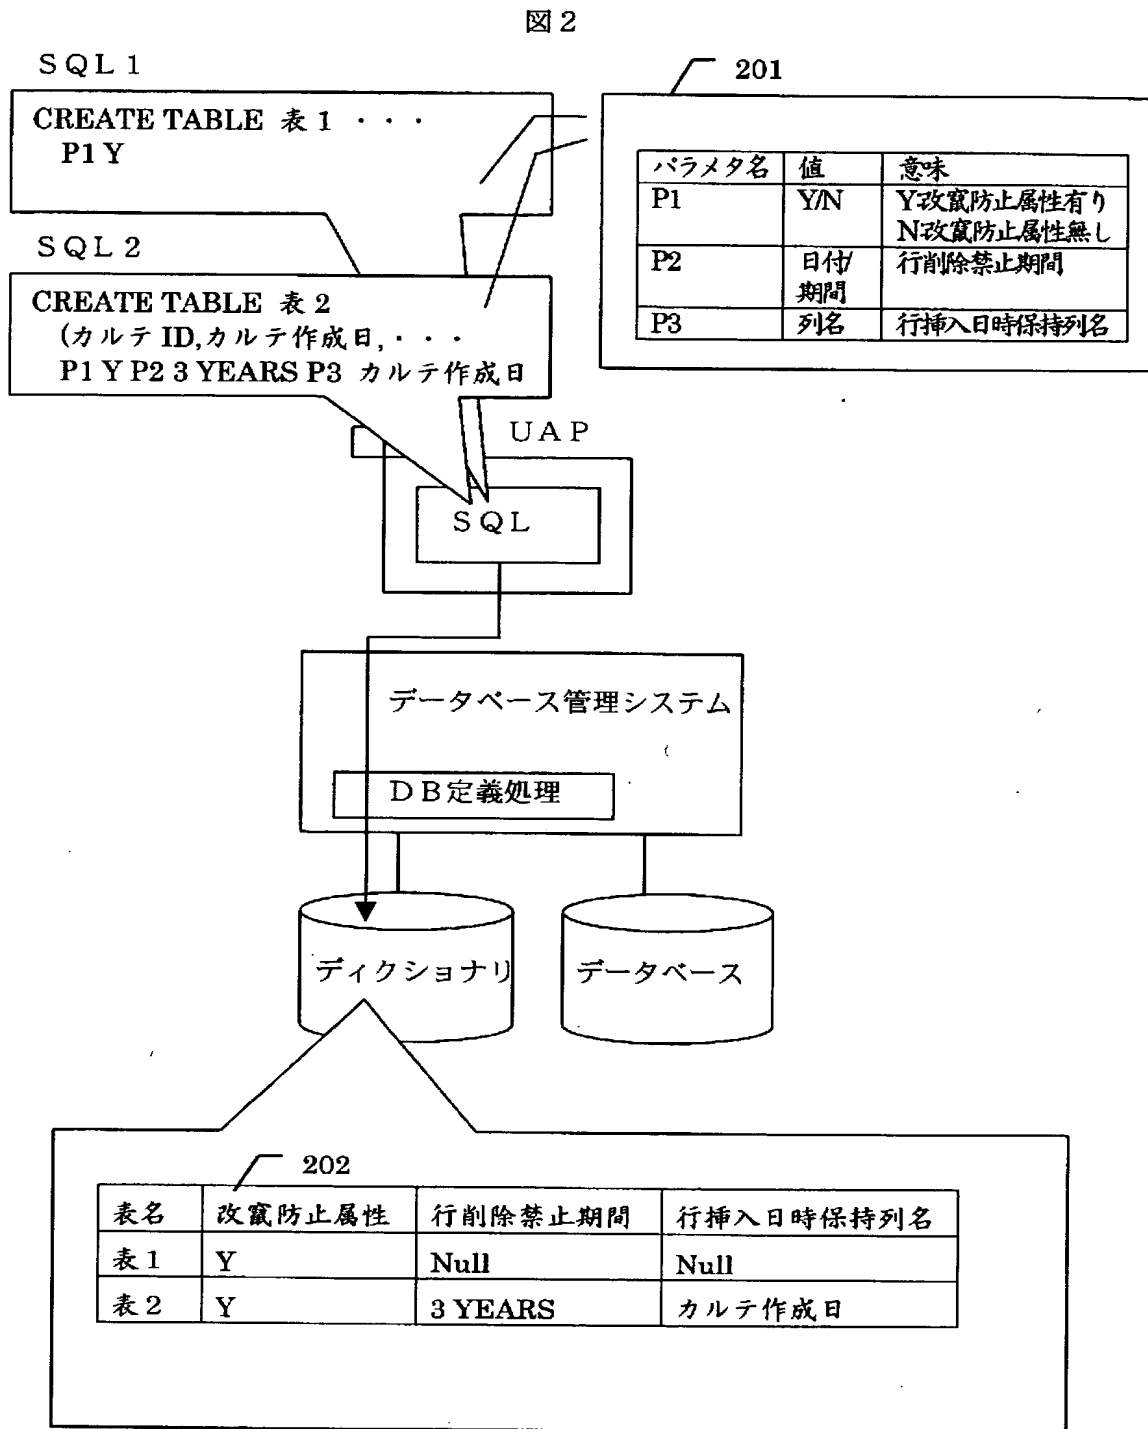 図2
SQL1
CREATE TABLE 表1 ・・・
P1 Y
SQL2
CREATE TABLE 表2
(カルテ ID,カルテ作成日,・・・
P1 Y P2 3 YEARS P3 カルテ作成日
201
パラメタ名 値 意味
P1 Y/N Y:改竄防止属性有り
N:改竄防止属性無し
P2 日付/ 行削除禁止期間
期間
P3 列名 行挿入日時保持列名
UAP
SQL
データベース管理システム
DB定義処理
ディクショナリ データベース
202
表名 改竄防止属性 行削除禁止期間 行挿入日時保持列名
表1 Y Null Null
表2 Y 3 YEARS カルテ作成日